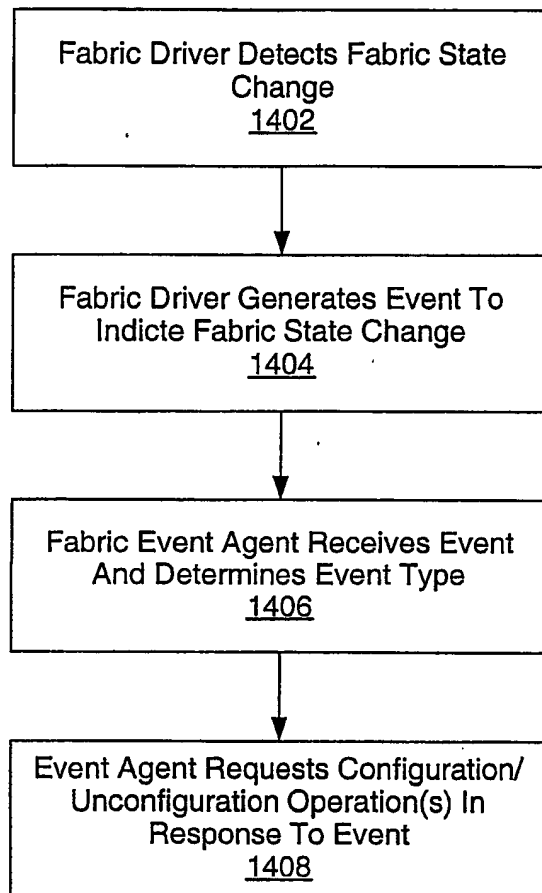 Fabric Driver Detects Fabric State
Change
1402
Fabric Driver Generates Event To
Indicte Fabric State Change
1404
Fabric Event Agent Receives Event
And Determines Event Type
1406
Event Agent Requests Configuration/
Unconfiguration Operation(s) In
Response To Event
1408